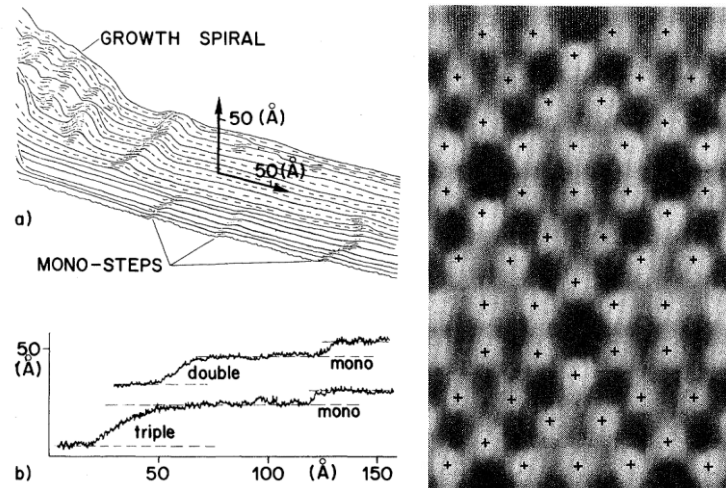 GROWTH SPIRAL
50 (Å)
50 (Å)
a)
MONO-STEPS
50
(Å)
double
mono
mono
triple
b)
50
100
(Å)
150